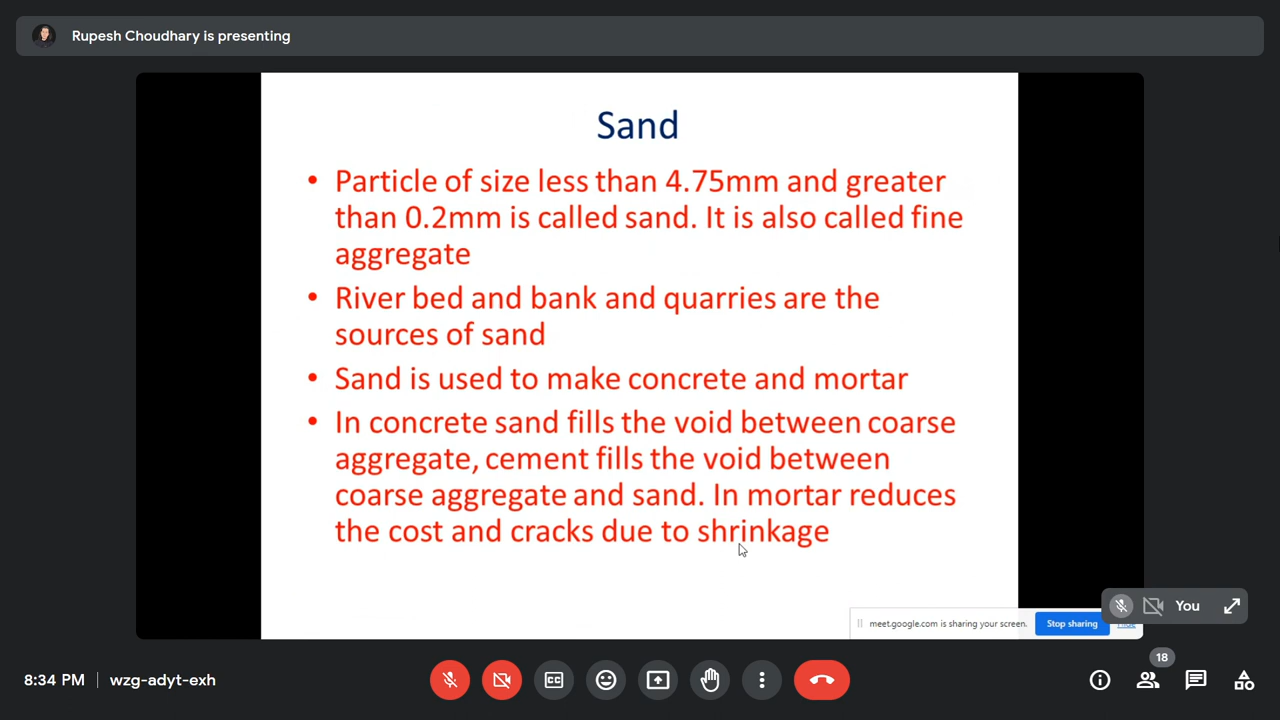 Rupesh Choudhary is presenting
Sand
• Particle of size less than 4.75mm and greater
than 0.2mm is called sand. It is also called fine
aggregate
• River bed and bank and quarries are the
sources of sand
• Sand is used to make concrete and mortar
• In concrete sand fills the void between coarse
aggregate, cement fills the void between
coarse aggregate and sand. In mortar reduces
the cost and cracks due to shrinkage
You
meet.google.com is sharing your screen.
Stop sharing
18
8:34 PM | wzg-adyt-exh